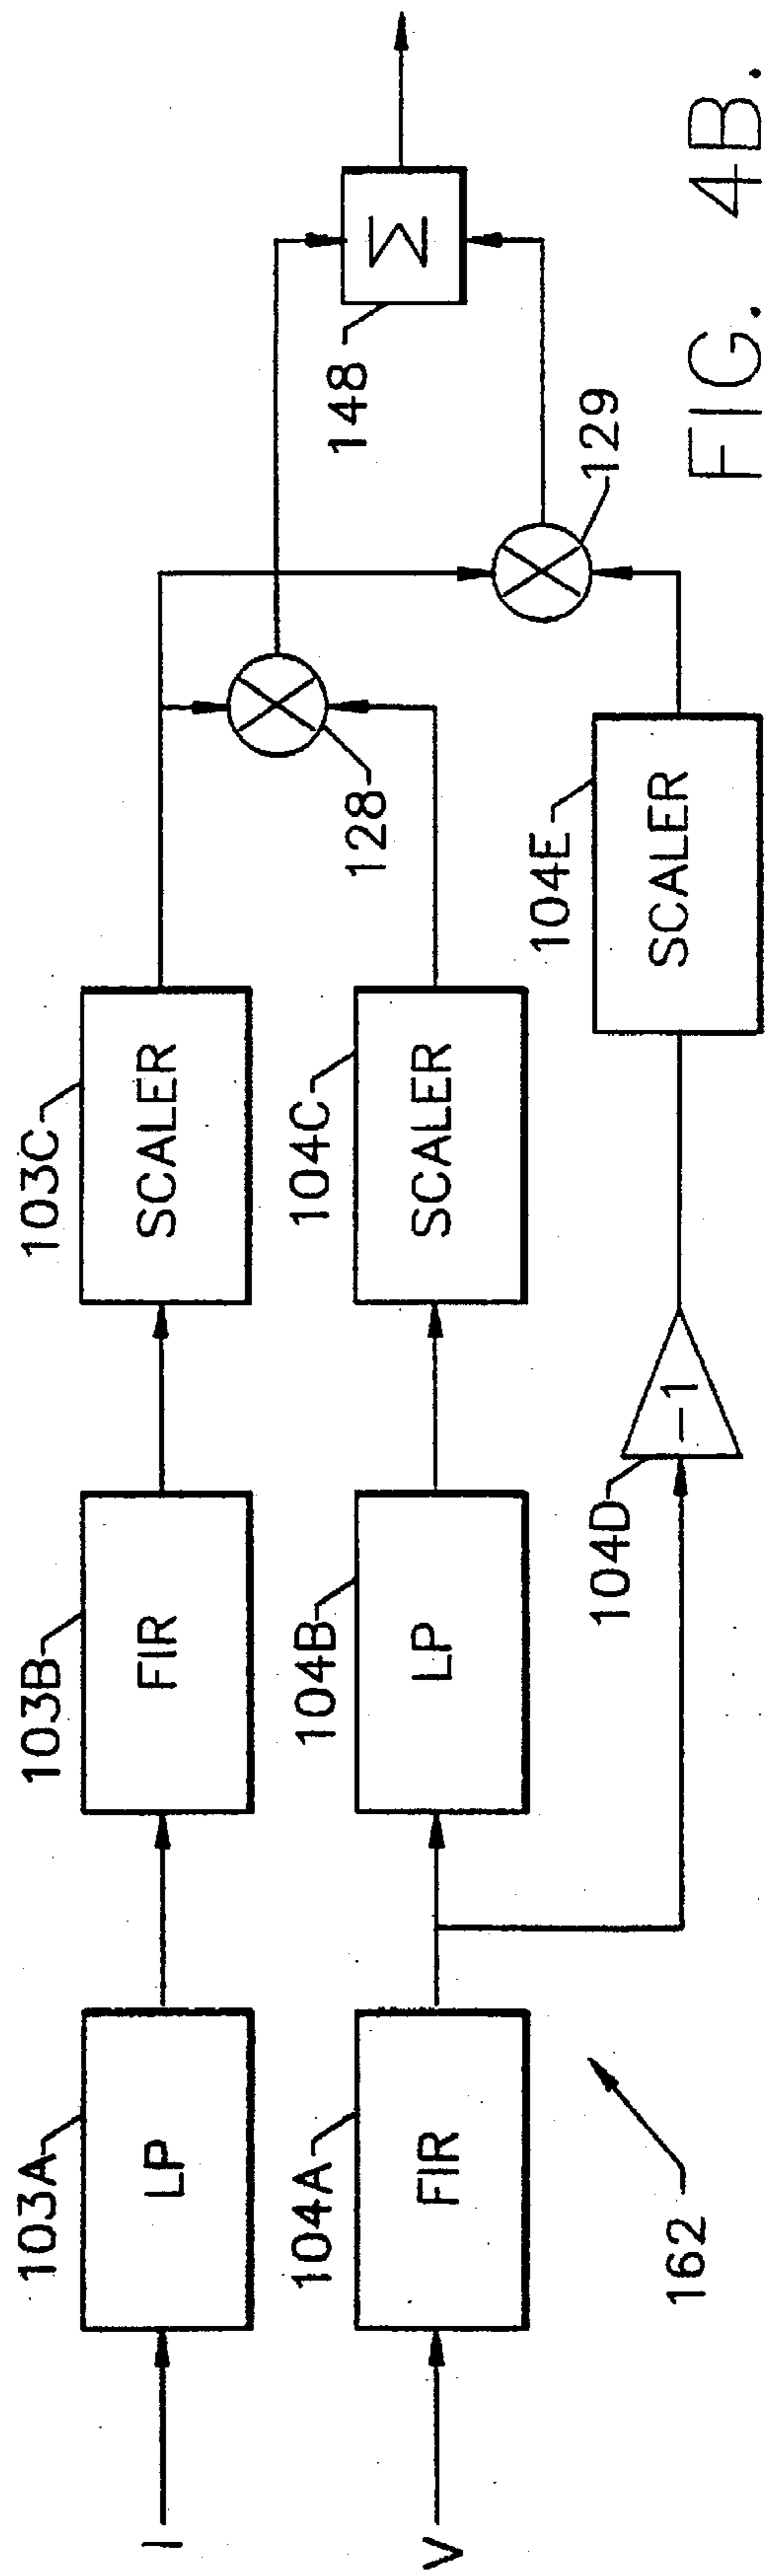 I
103A
LP
103B
FIR
103C
SCALER
V
104A
FIR
104B
LP
104C
SCALER
104D
-1
104E
SCALER
128
129
148
Σ
162
FIG. 4B.